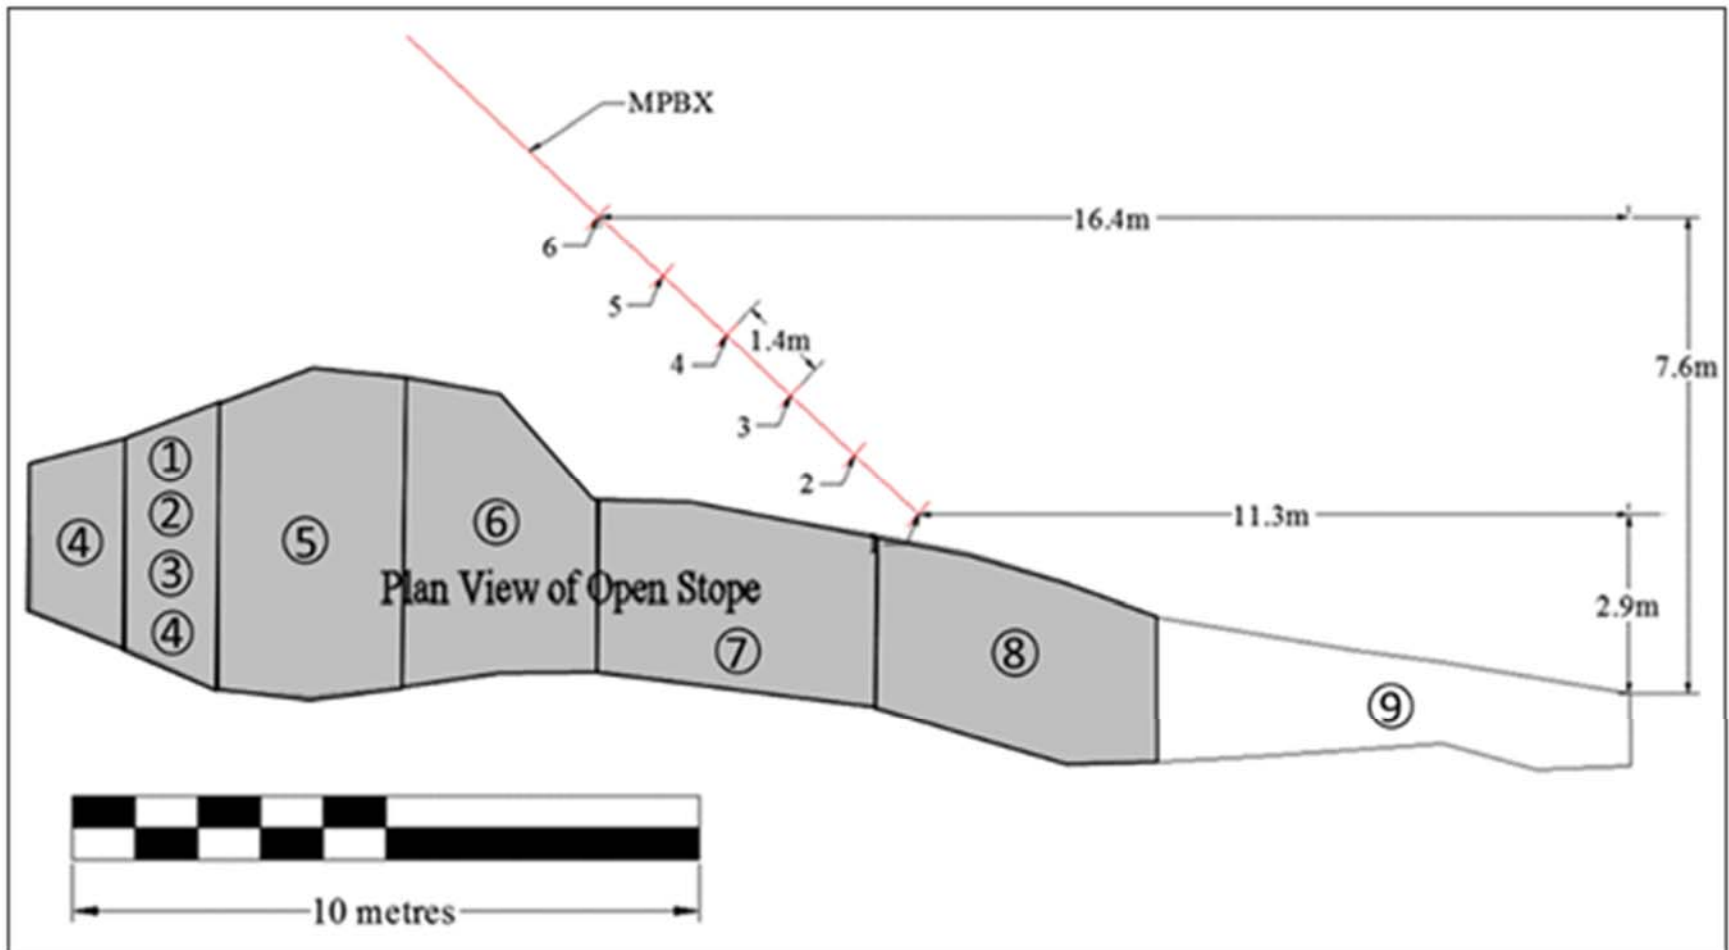 MPBX
16.4m
6
5
1.4m
4
7.6m
3
2
11.3m
1
①
②
③
④
④
⑤
⑥
Plan View of Open Stope
2.9m
⑦
⑧
⑨
10 metres